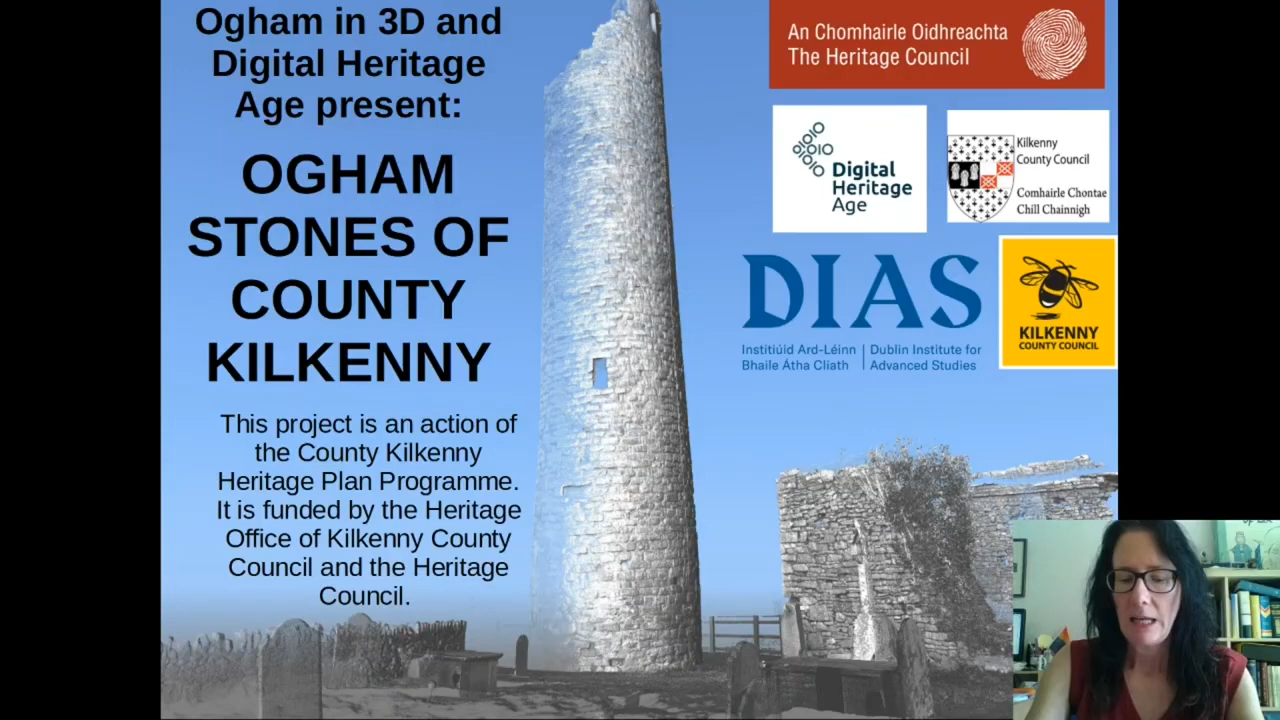 Ogham in 3D and
Digital Heritage
Age present:
OGHAM
STONES OF
COUNTY
KILKENNY
This project is an action of
the County Kilkenny
Heritage Plan Programme.
It is funded by the Heritage
Office of Kilkenny County
Council and the Heritage
Council.
An Chomhairle Oidhreachta
The Heritage Council
Digital
Heritage
Age
Kilkenny
County Council
Comhairle Chontae
Chill Chainnigh
DIAS
Institiúid Ard-Léinn
Bhaile Átha Cliath
Dublin Institute for
Advanced Studies
KILKENNY
COUNTY COUNCIL